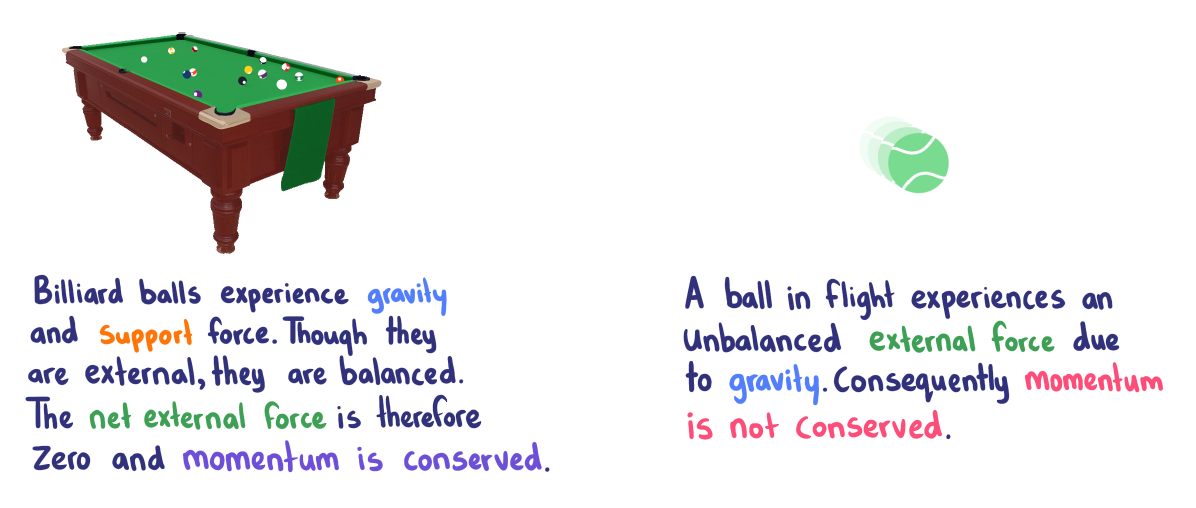 Billiard balls experience gravity
and support force. Though they
are external, they are balanced.
The net external force is therefore
Zero and momentum is conserved.
A ball in flight experiences an
Unbalanced external force due
to gravity. Consequently momentum
is not conserved.